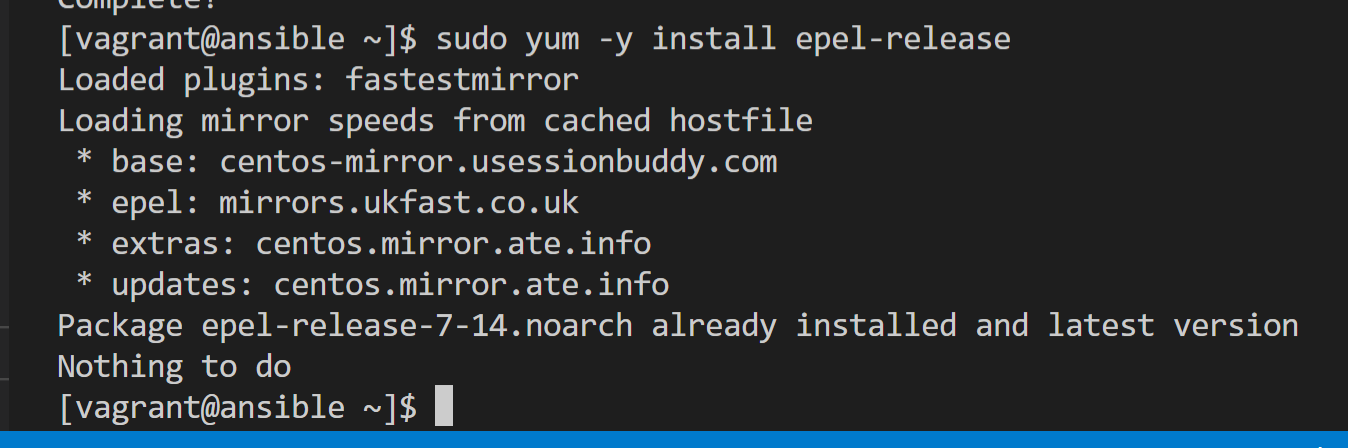 Complete!
[vagrant@ansible ~]$ sudo yum -y install epel-release
Loaded plugins: fastestmirror
Loading mirror speeds from cached hostfile
 * base: centos-mirror.usessionbuddy.com
 * epel: mirrors.ukfast.co.uk
 * extras: centos.mirror.ate.info
 * updates: centos.mirror.ate.info
Package epel-release-7-14.noarch already installed and latest version
Nothing to do
[vagrant@ansible ~]$